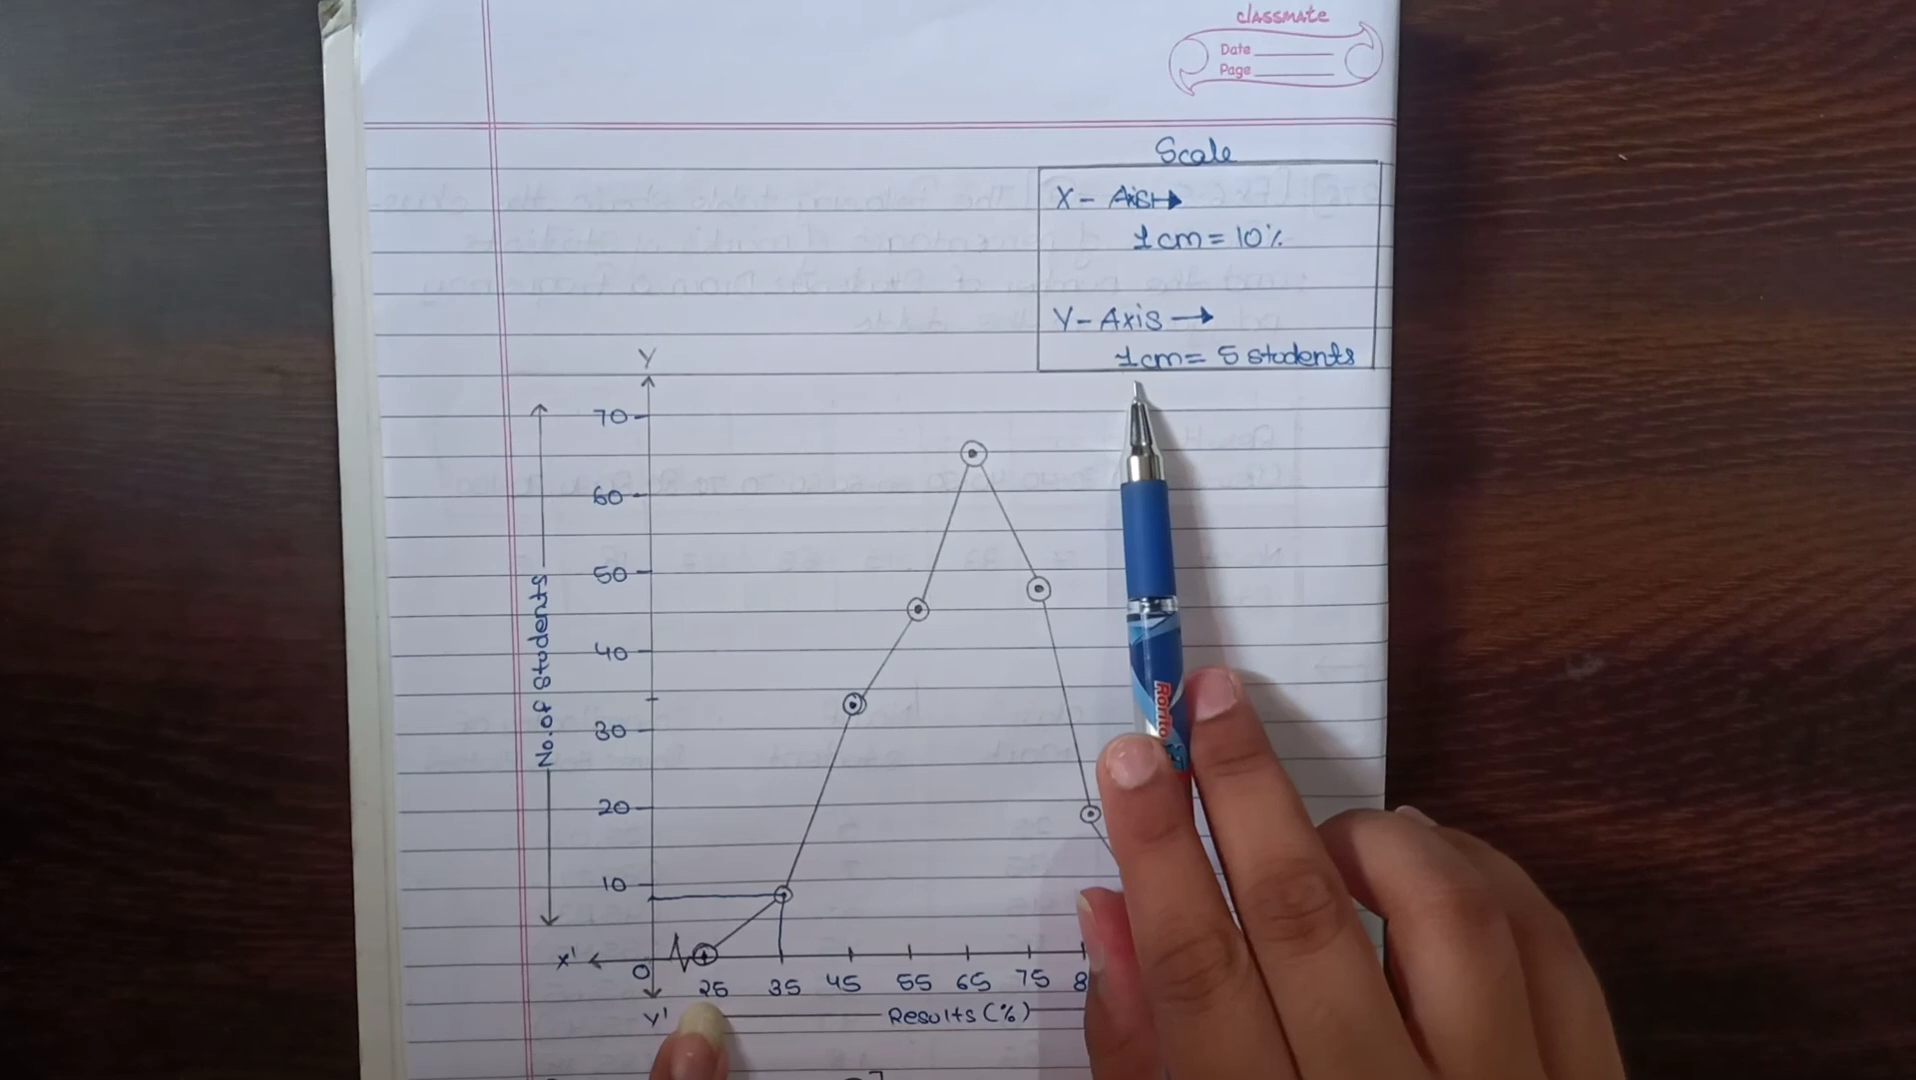 classmate
Date
Page
Scale
X - Axis→
1 cm = 10%
Y - Axis →
1 cm = 5 students
Y
70
60
50
40
30
20
10
No. of Students
X'
O
25 35 45 55 65 75 8
Y'
Results (%)
Rorito